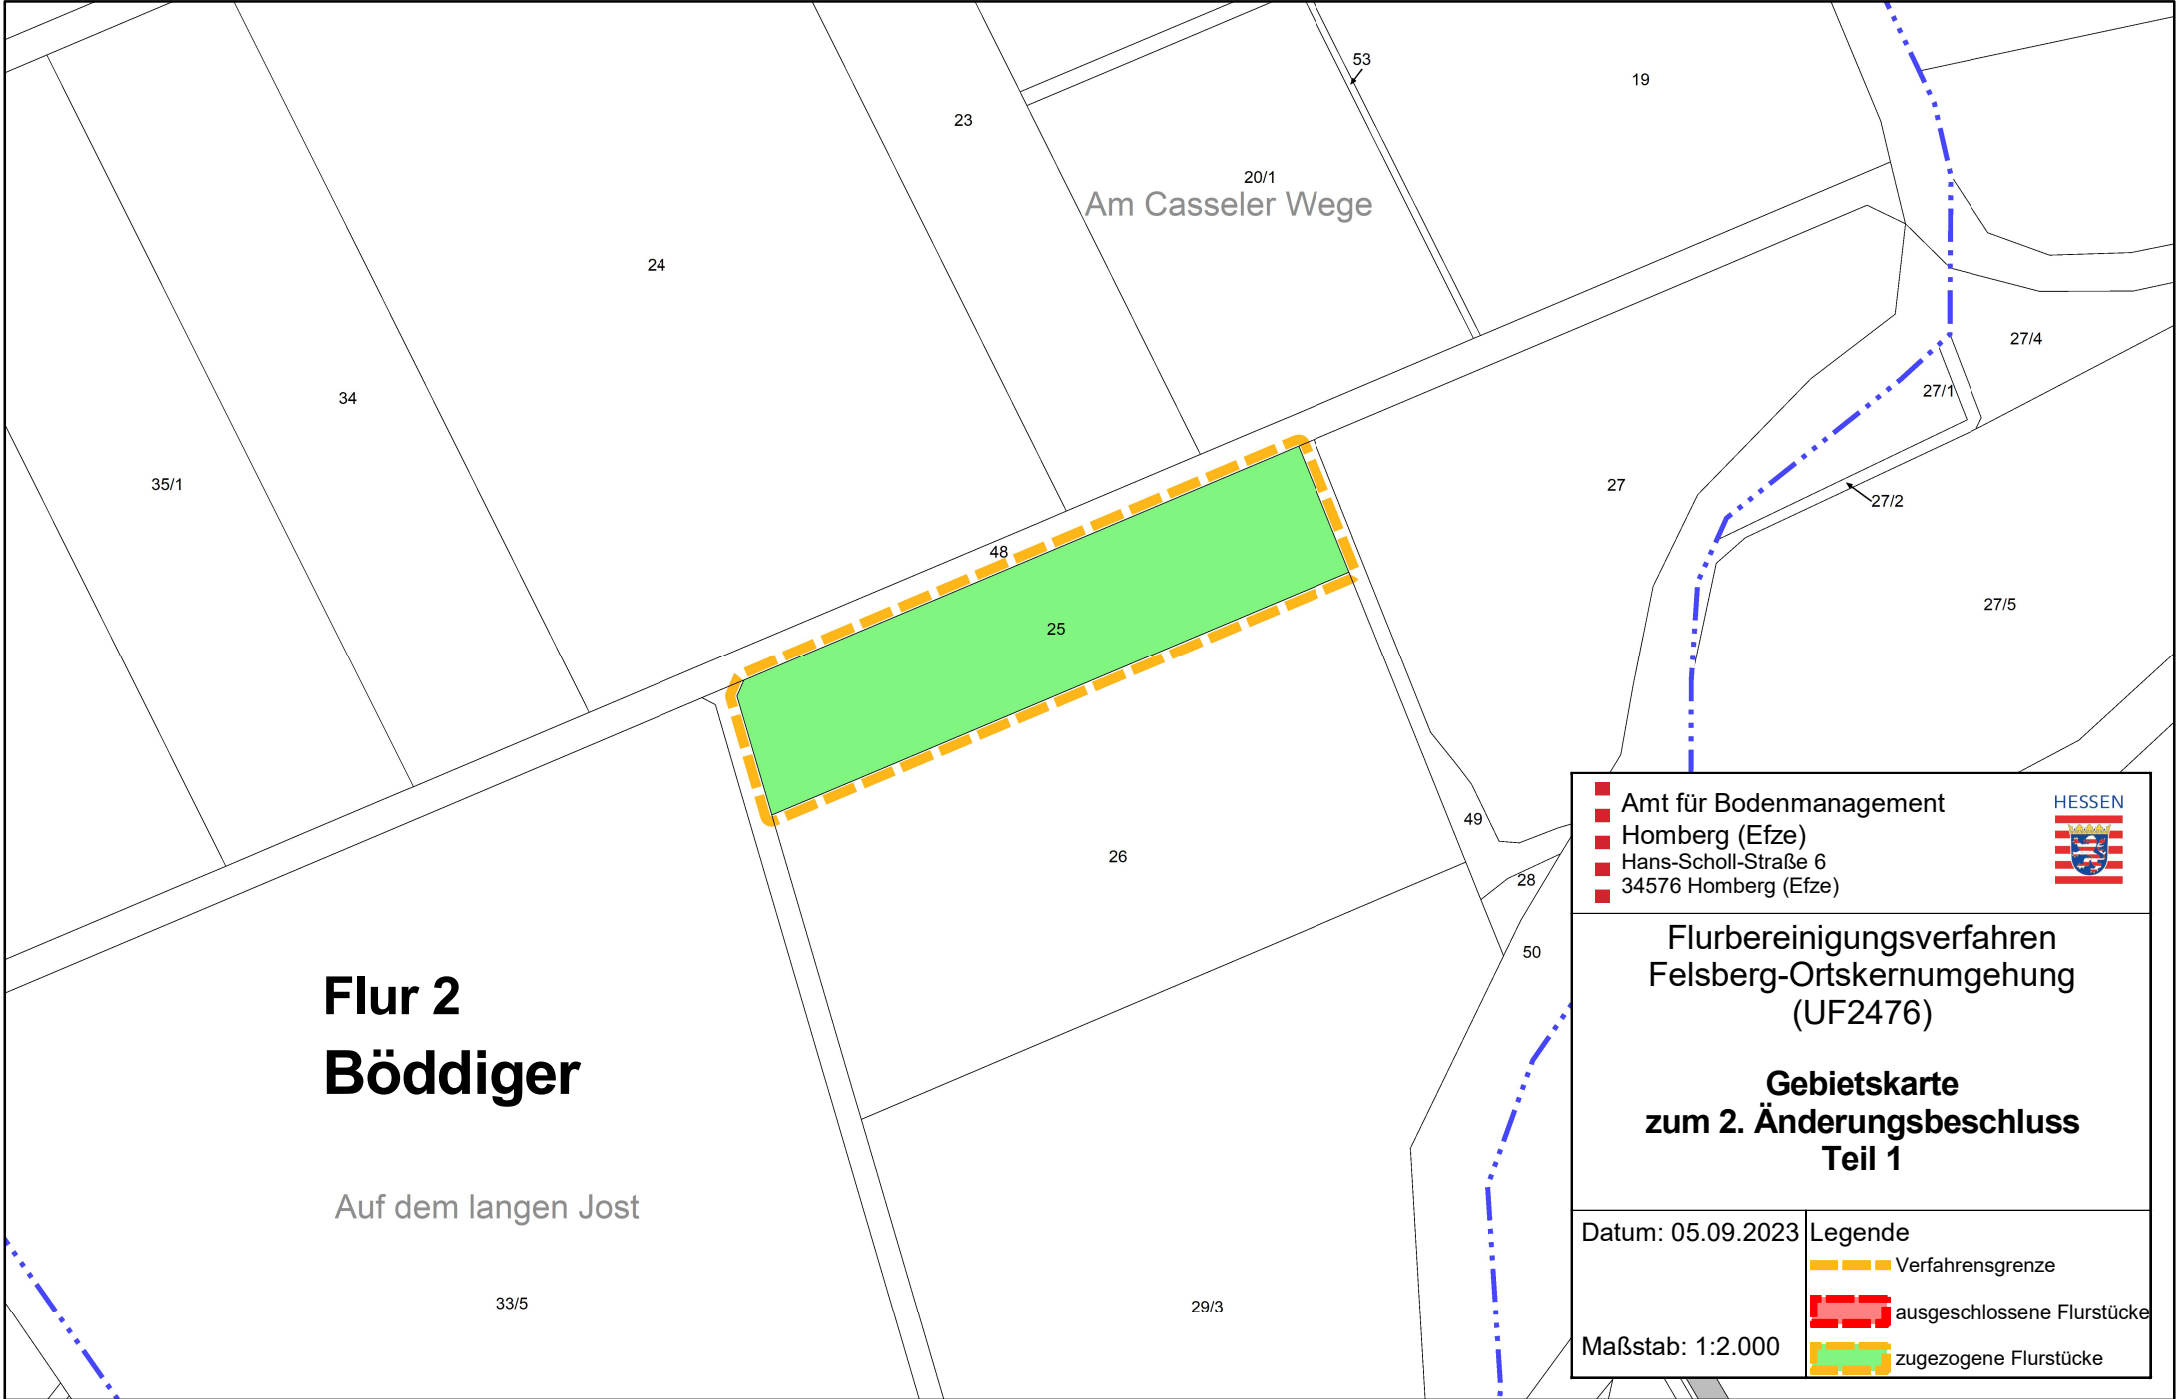 53
19
23
20/1
Am Casseler Wege
24
27/4
34
27/1
35/1
27
27/2
48
27/5
25
49
26
28
50
Flur 2
Böddiger
Auf dem langen Jost
33/5
29/3
Amt für Bodenmanagement
Homberg (Efze)
Hans-Scholl-Straße 6
34576 Homberg (Efze)
HESSEN
Flurbereinigungsverfahren
Felsberg-Ortskernumgehung
(UF2476)
Gebietskarte
zum 2. Änderungsbeschluss
Teil 1
Datum: 05.09.2023
Maßstab: 1:2.000
Legende
Verfahrensgrenze
ausgeschlossene Flurstücke
zugezogene Flurstücke